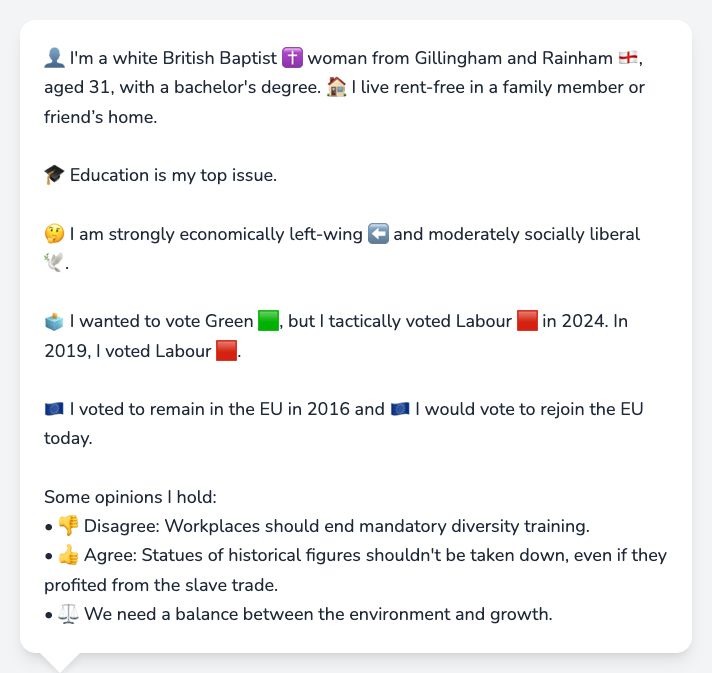 👤 I'm a white British Baptist ✝️ woman from Gillingham and Rainham 🏴󠁧󠁢󠁥󠁮󠁧󠁿,
aged 31, with a bachelor's degree. 🏠 I live rent-free in a family member or
friend’s home.
🎓 Education is my top issue.
🤔 I am strongly economically left-wing ⬅️ and moderately socially liberal
🕊️.
🗳️ I wanted to vote Green 🟩, but I tactically voted Labour 🟥 in 2024. In
2019, I voted Labour 🟥.
🇪🇺 I voted to remain in the EU in 2016 and 🇪🇺 I would vote to rejoin the EU
today.
Some opinions I hold:
• 👎 Disagree: Workplaces should end mandatory diversity training.
• 👍 Agree: Statues of historical figures shouldn't be taken down, even if they
profited from the slave trade.
• ⚖️ We need a balance between the environment and growth.